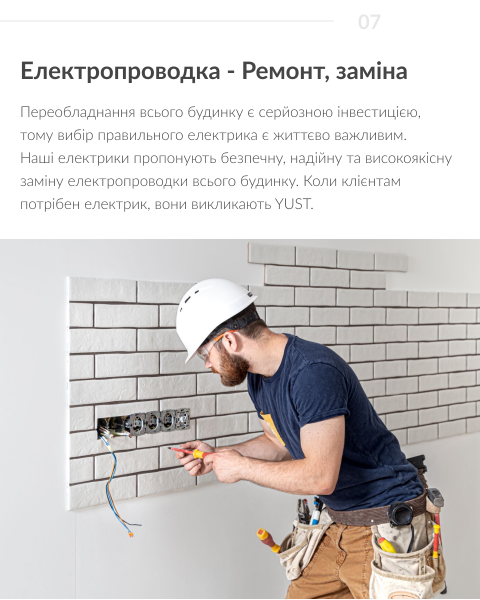 07
Електропроводка - Ремонт, заміна
Переобладнання всього будинку є серйозною інвестицією,
тому вибір правильного електрика є життєво важливим.
Наші електрики пропонують безпечну, надійну та високоякісну
заміну електропроводки всього будинку. Коли клієнтам
потрібен електрик, вони викликають YUST.